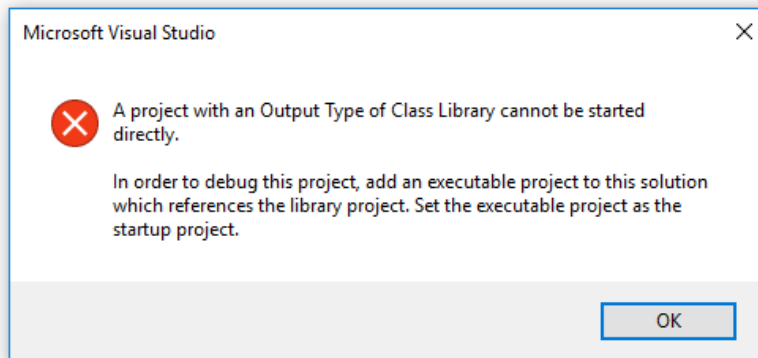 Microsoft Visual Studio
A project with an Output Type of Class Library cannot be started
directly.
In order to debug this project, add an executable project to this solution
which references the library project. Set the executable project as the
startup project.
OK